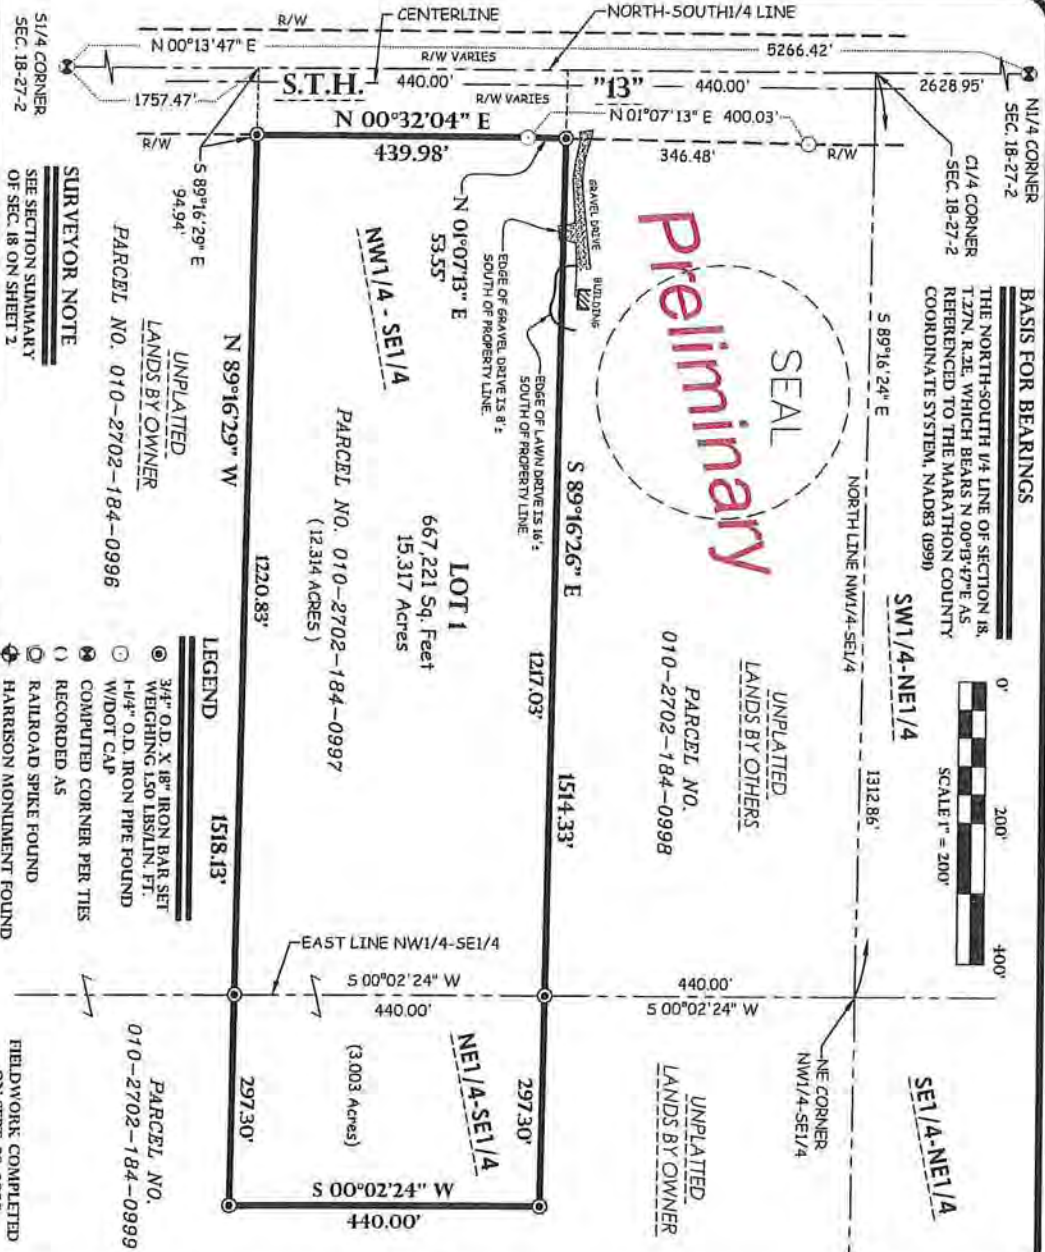 N1/4 CORNER
SEC. 18-27-2
C1/4 CORNER
SEC. 18-27-2
S1/4 CORNER
SEC. 18-27-2
BASIS FOR BEARINGS
THE NORTH-SOUTH 1/4 LINE OF SECTION 18,
T.27N, R.2E, WHICH BEARS N 00°13'47"E AS
REFERENCED TO THE MARATHON COUNTY
COORDINATE SYSTEM, NAD83 (1991)
0' 200' 400'
SCALE 1" = 200'
R/W
CENTERLINE
NORTH-SOUTH1/4 LINE
N 00°13'47" E
5266.42'
R/W VARIES
1757.47'
440.00'
440.00'
2628.95'
S.T.H. "13"
R/W VARIES
R/W
N 00°32'04" E
439.98'
N 01°07'13" E 400.03'
346.48'
R/W
S 89°16'29" E
94.94'
N 01°07'13" E
53.55'
GRAVEL DRIVE
BUILDING
EDGE OF GRAVEL DRIVE IS 8'±
SOUTH OF PROPERTY LINE.
EDGE OF LAWN DRIVE IS 16'±
SOUTH OF PROPERTY LINE.
SEAL
Preliminary
S 89°16'24" E
NORTH LINE NW1/4-SE1/4
1312.86'
SW1/4-NE1/4
SE1/4-NE1/4
NE CORNER
NW1/4-SE1/4
UNPLATTED
LANDS BY OTHERS
PARCEL NO.
010-2702-184-0998
S 89°16'26" E
1217.03'
1514.33'
297.30'
440.00'
S 00°02'24" W
UNPLATTED
LANDS BY OWNER
NW1/4 - SE1/4
LOT 1
667,221 Sq. Feet
15.317 Acres
PARCEL NO. 010-2702-184-0997
(12.314 ACRES)
EAST LINE NW1/4-SE1/4
S 00°02'24" W
440.00'
NE1/4-SE1/4
(3.003 Acres)
S 00°02'24" W
440.00'
N 89°16'29" W
1220.83'
1518.13'
297.30'
UNPLATTED
LANDS BY OWNER
PARCEL NO. 010-2702-184-0996
PARCEL NO.
010-2702-184-0999
SURVEYOR NOTE
SEE SECTION SUMMARY
OF SEC. 18 ON SHEET 2.
LEGEND
3/4" O.D. X 18" IRON BAR SET
WEIGHING 1.50 LBS/LIN. FT.
1-1/4" O.D. IRON PIPE FOUND
W/DOT CAP
COMPUTED CORNER PER TIES
( ) RECORDED AS
RAILROAD SPIKE FOUND
HARRISON MONUMENT FOUND
FIELDWORK COMPLETED